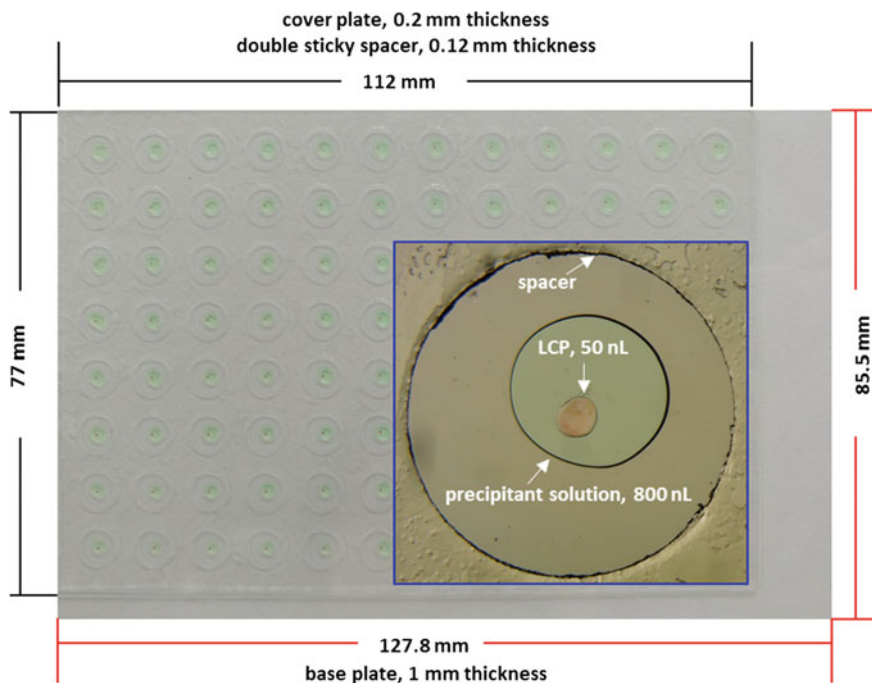 cover plate, 0.2 mm thickness
double sticky spacer, 0.12 mm thickness
112 mm
77 mm
85.5 mm
spacer
LCP, 50 nL
precipitant solution, 800 nL
127.8 mm
base plate, 1 mm thickness